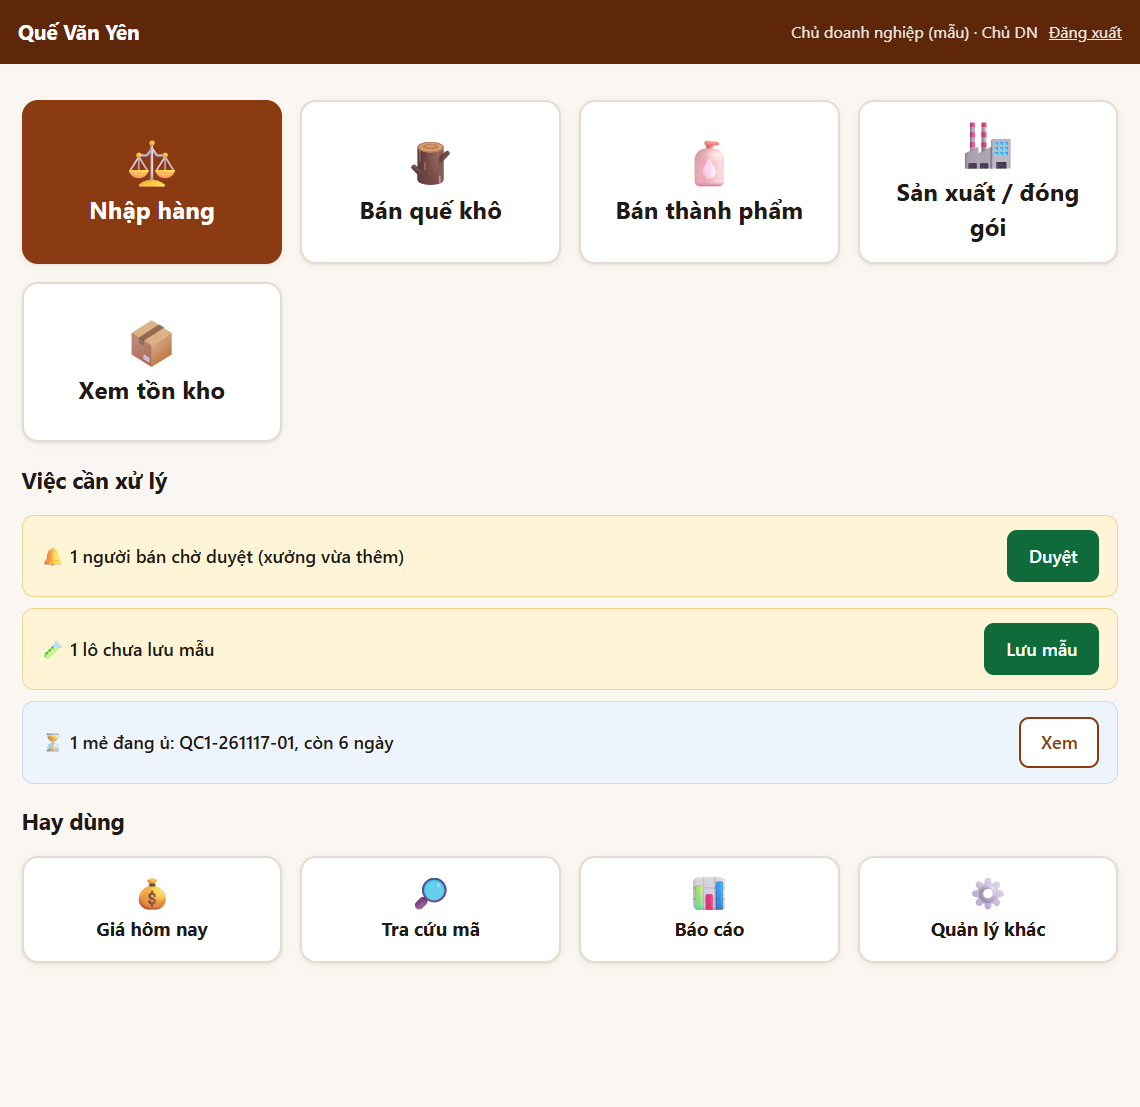 Quế Văn Yên
Chủ doanh nghiệp (mẫu) · Chủ DN Đăng xuất
Nhập hàng
Bán quế khô
Bán thành phẩm
Sản xuất / đóng
gói
Xem tồn kho
Việc cần xử lý
1 người bán chờ duyệt (xưởng vừa thêm)
Duyệt
1 lô chưa lưu mẫu
Lưu mẫu
1 mẻ đang ủ: QC1-261117-01, còn 6 ngày
Xem
Hay dùng
Giá hôm nay
Tra cứu mã
Báo cáo
Quản lý khác